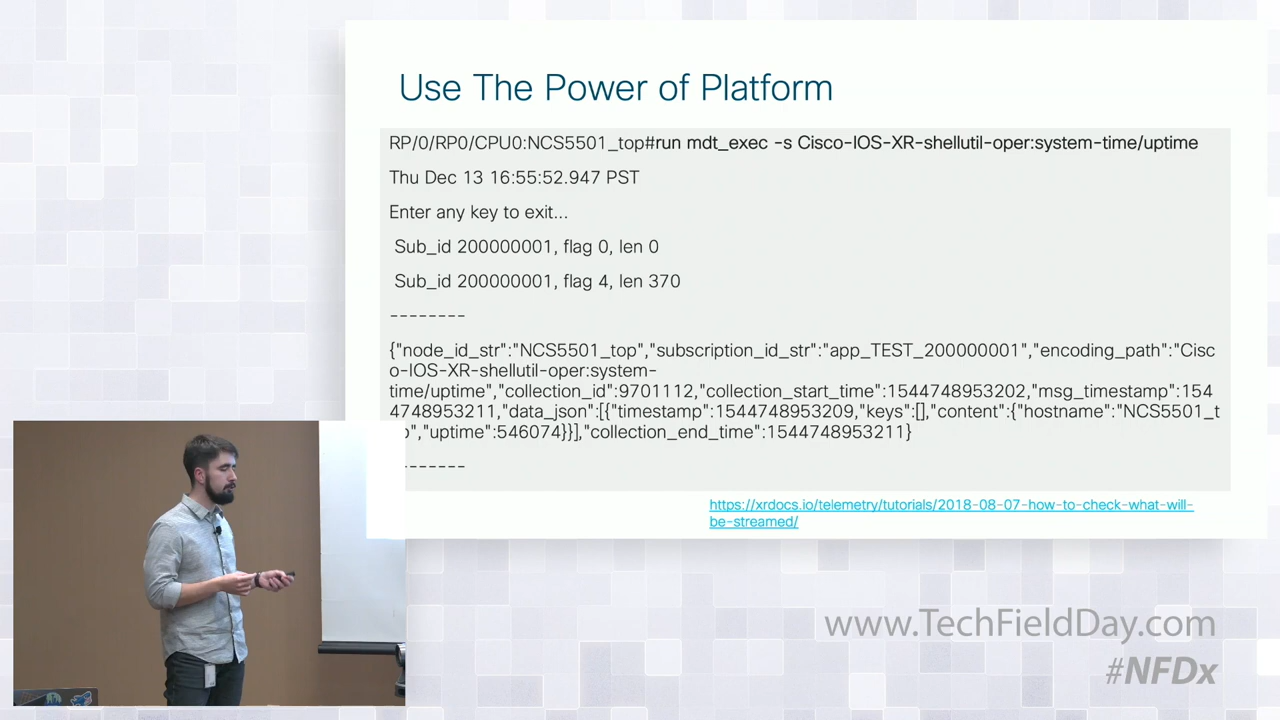 Use The Power of Platform
RP/0/RP0/CPU0:NCS5501_top#run mdt_exec -s Cisco-IOS-XR-shellutil-oper:system-time/uptime
Thu Dec 13 16:55:52.947 PST
Enter any key to exit...
Sub_id 200000001, flag 0, len 0
Sub_id 200000001, flag 4, len 370
--------
{"node_id_str":"NCS5501_top","subscription_id_str":"app_TEST_200000001","encoding_path":"Cisc
o-IOS-XR-shellutil-oper:system-
time/uptime","collection_id":9701112,"collection_start_time":1544748953202,"msg_timestamp":154
4748953211,"data_json":[{"timestamp":1544748953209,"keys":[],"content":{"hostname":"NCS5501_t
p","uptime":546074}}],"collection_end_time":1544748953211}
-------
https://xrdocs.io/telemetry/tutorials/2018-08-07-how-to-check-what-will-
be-streamed/
www.TechFieldDay.com
#NFDx